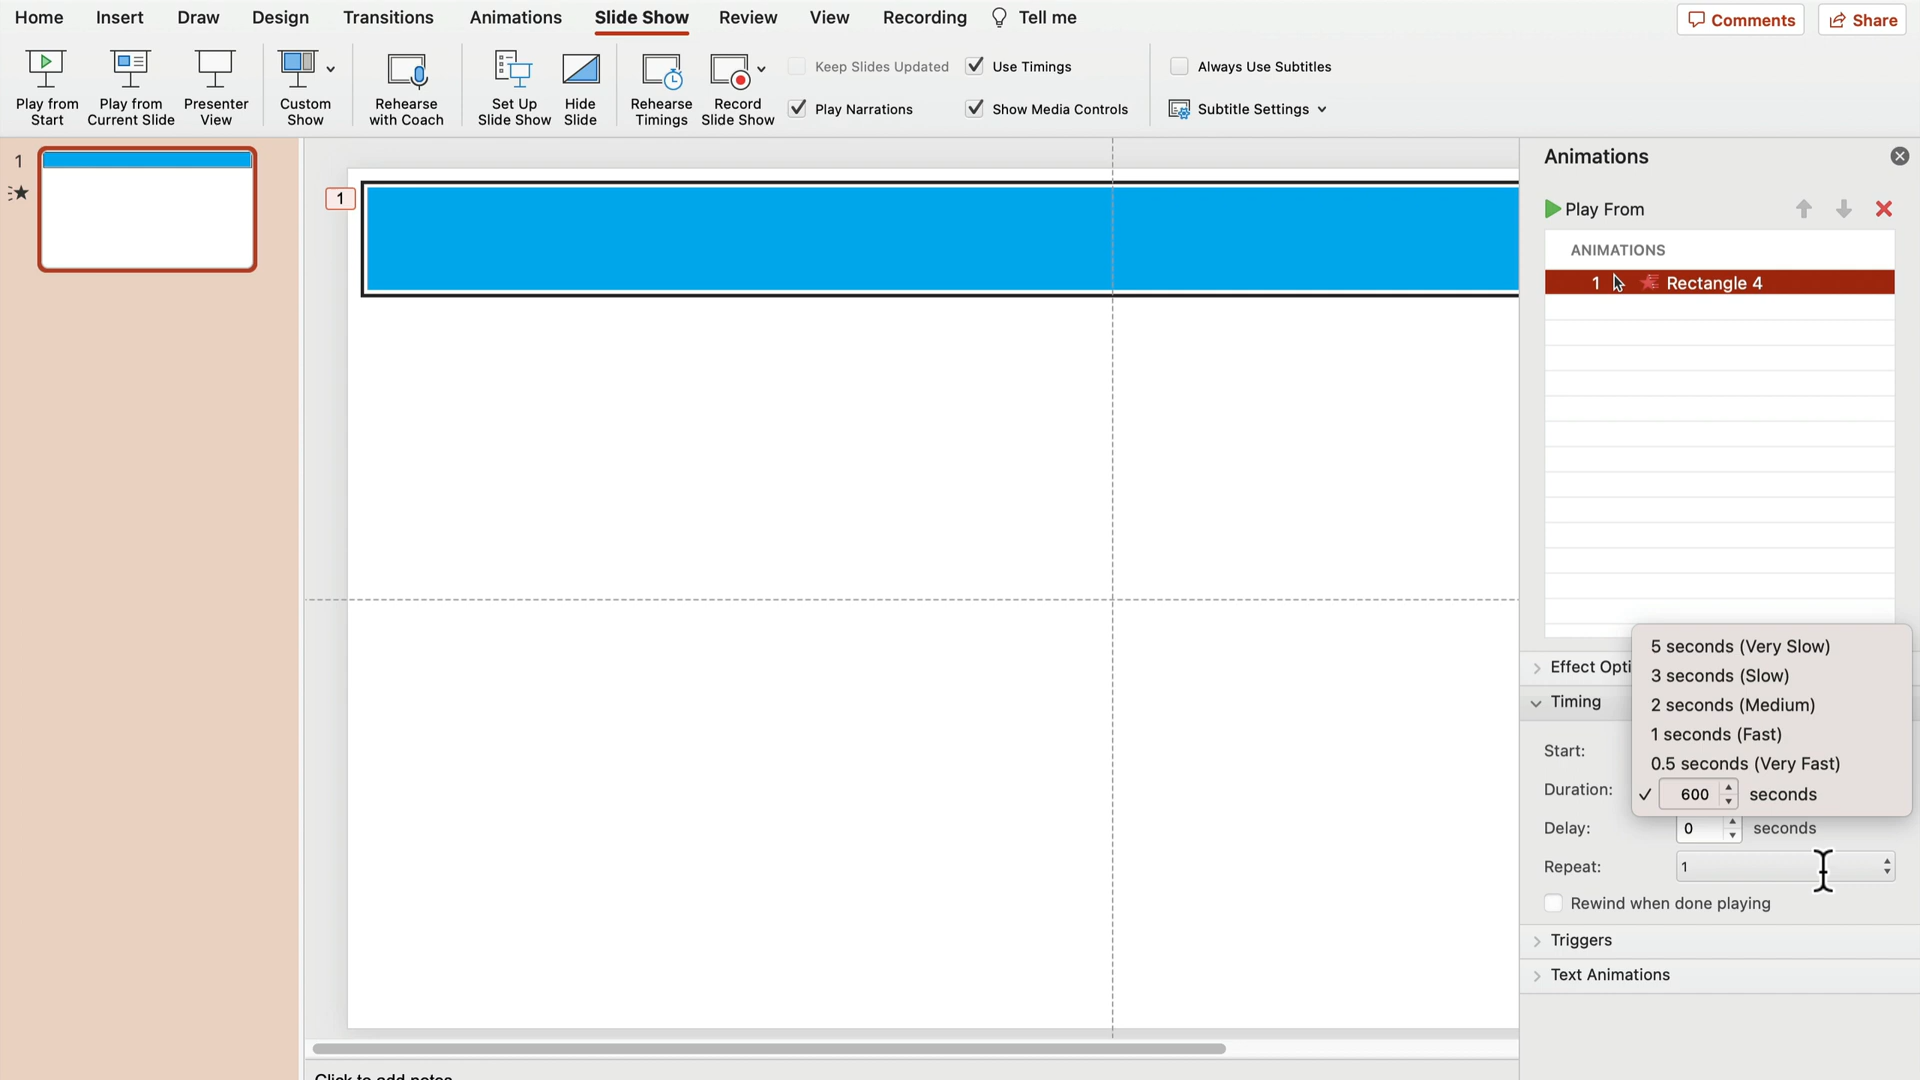 Home Insert Draw Design Transitions Animations Slide Show Review View Recording Tell me Comments Share
Play from Start
Play from Current Slide
Presenter View
Custom Show
Rehearse with Coach
Set Up Slide Show
Hide Slide
Rehearse Timings
Record Slide Show
Keep Slides Updated
Use Timings
Play Narrations
Show Media Controls
Always Use Subtitles
Subtitle Settings
1
1
Animations
Play From
ANIMATIONS
1 Rectangle 4
Effect Opti
Timing
5 seconds (Very Slow)
3 seconds (Slow)
2 seconds (Medium)
1 seconds (Fast)
0.5 seconds (Very Fast)
600 seconds
Start:
Duration:
Delay: 0 seconds
Repeat: 1
Rewind when done playing
Triggers
Text Animations
Click to add notes